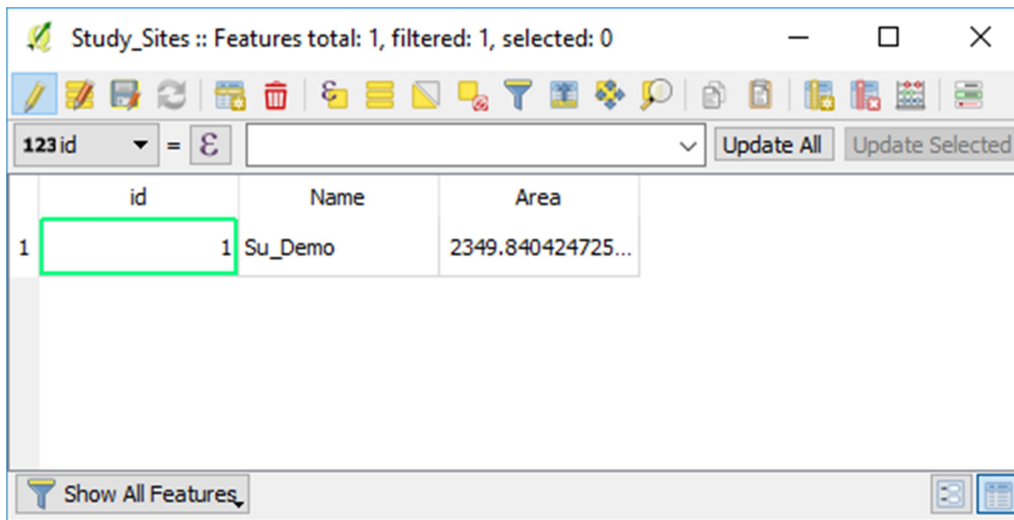 Study_Sites :: Features total: 1, filtered: 1, selected: 0
123 id = ε Update All Update Selected
id Name Area
1 1 Su_Demo 2349.840424725...
Show All Features